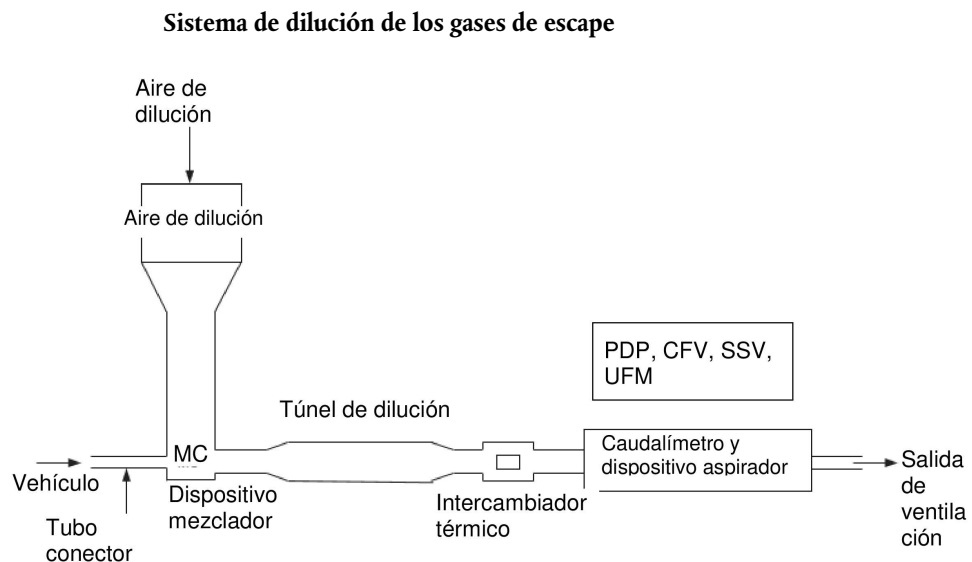 Sistema de dilución de los gases de escape
Aire de
dilución
Aire de dilución
PDP, CFV, SSV,
UFM
Túnel de dilución
MC
Caudalímetro y
dispositivo aspirador
Vehículo
Tubo
conector
Dispositivo
mezclador
Intercambiador
térmico
Salida
de
ventila
ción